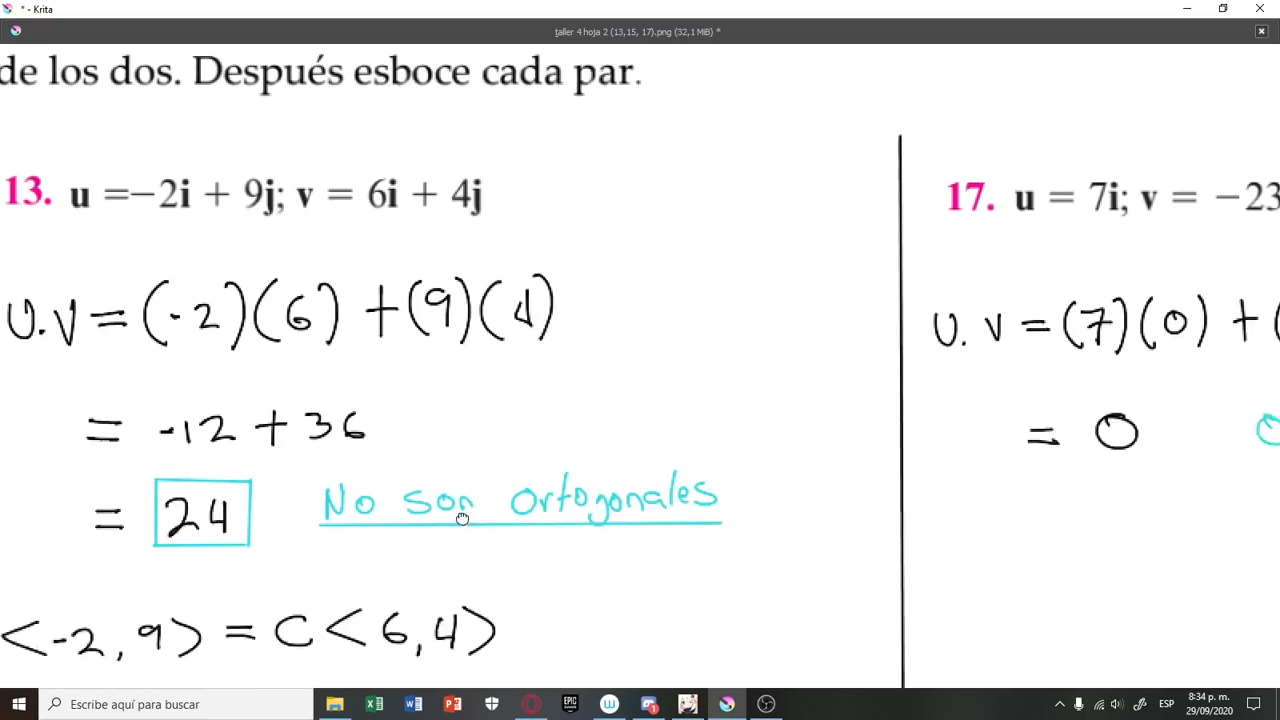 * - Krita
taller 4 hoja 2 (13,15, 17).png (32,1 MiB) *
de los dos. Después esboce cada par.
13. u =−2i + 9j; v = 6i + 4j
U.V = (-2)(6) + (9)(4)
= -12 + 36
= 24 No son Ortogonales
<-2, 9> = C<6,4>
17. u = 7i; v = −23
U. V = (7)(0) + (
= 0
Escribe aquí para buscar
ESP
8:34 p. m.
29/09/2020